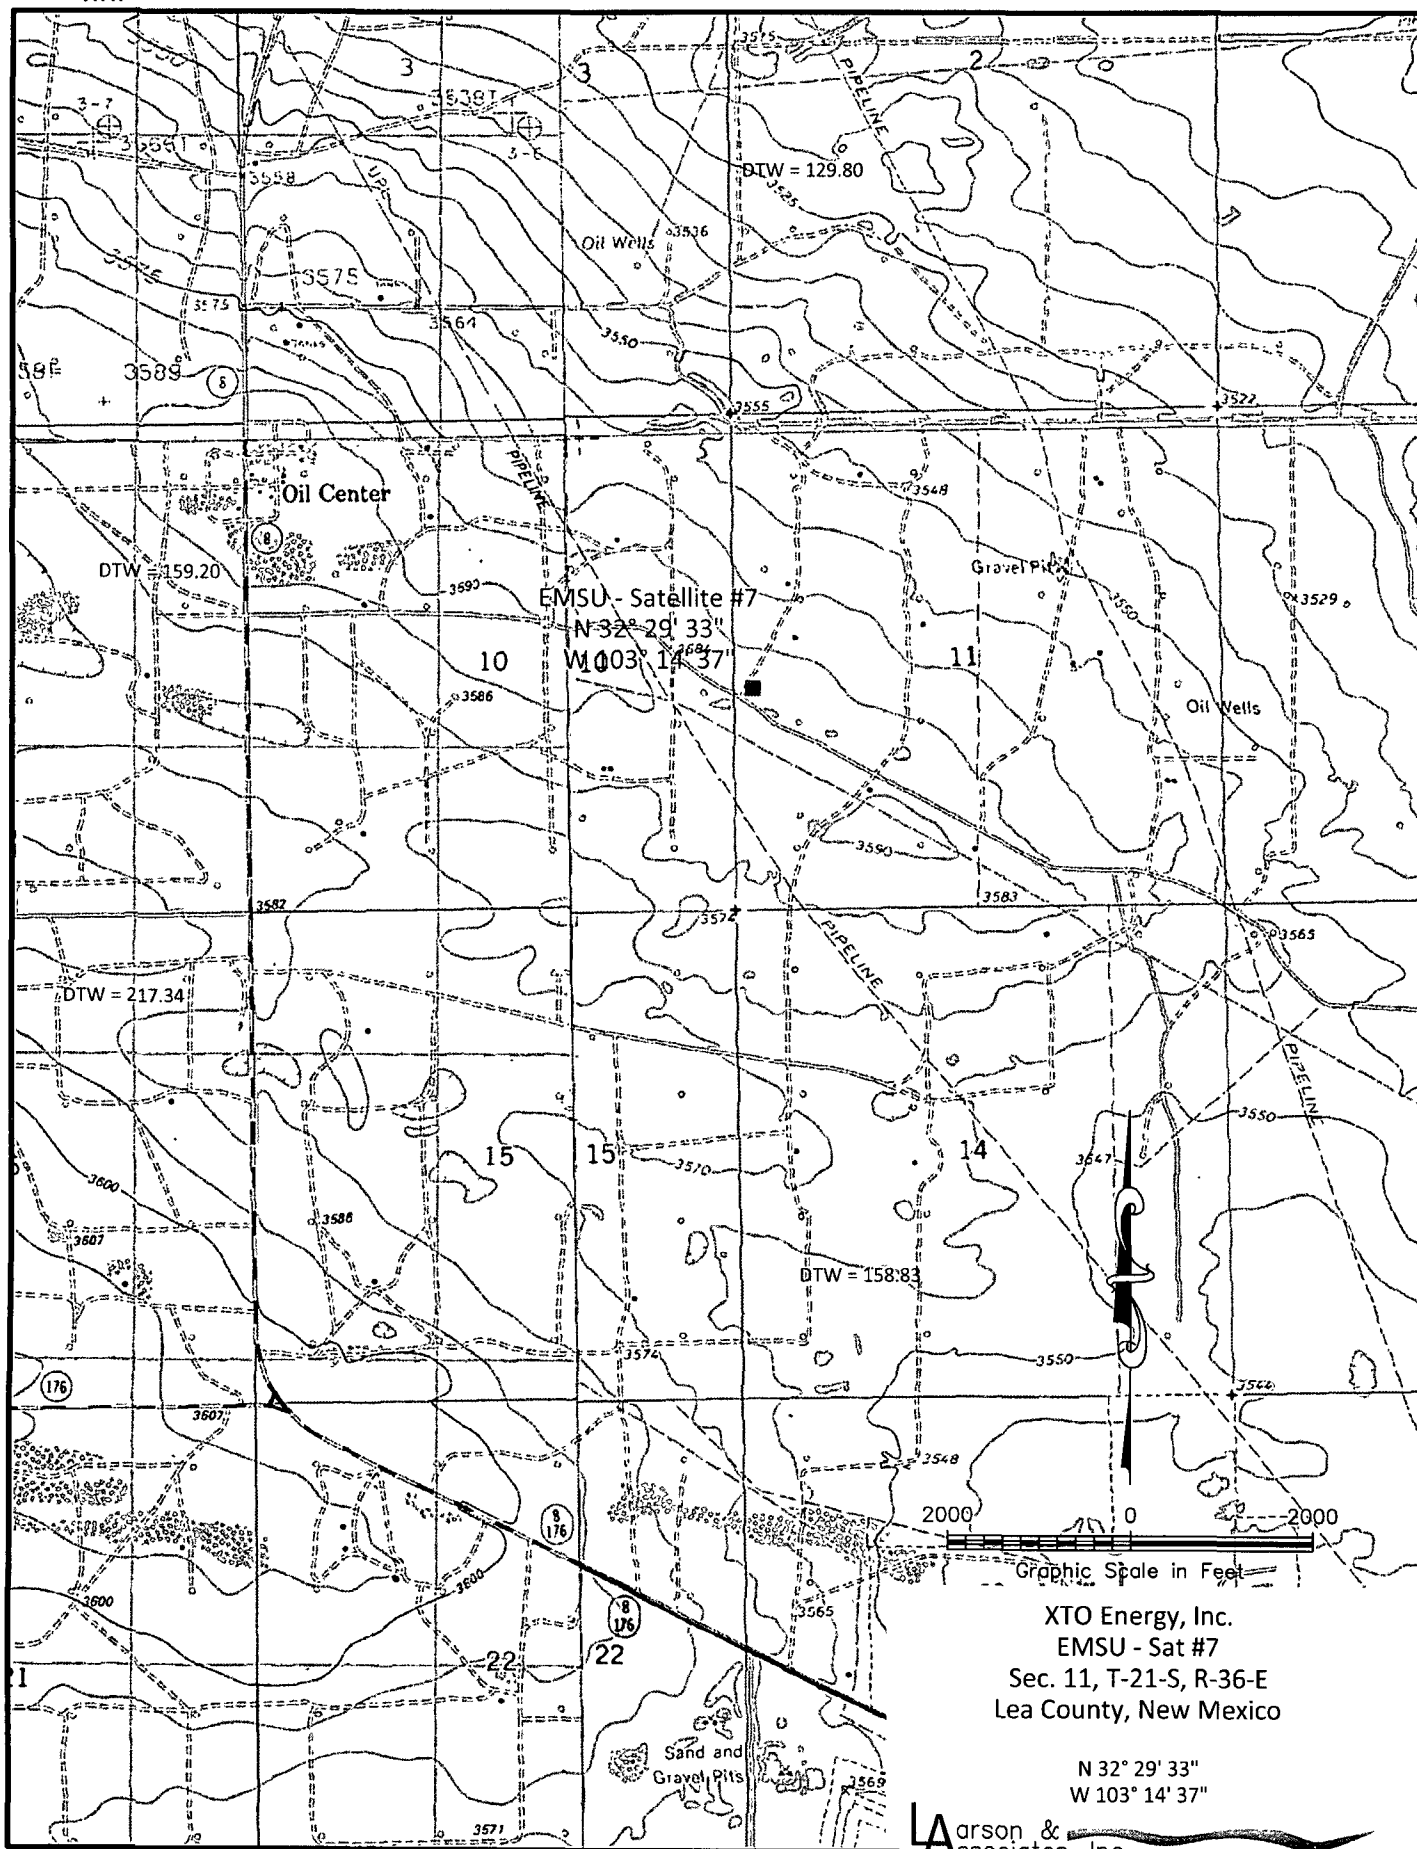 3515
3
3
2
PIPELINE
3-7
3-6
3558
DTW = 129.80
3525
Oil Wells
3536
3575
3575
3564
3550
3589
8
3555
3522
PIPELINE
Oil Center
3548
8
DTW = 159.20
3590
Gravel Pit
3550
3529
EMSU - Satellite #7
N 32° 29' 33"
W 103° 14' 37"
10
11
3586
Oil Wells
3590
3582
3572
3583
3565
PIPELINE
DTW = 217.34
PIPELINE
3550
15
15
14
3570
3547
3600
3586
3607
DTW = 158.83
3574
3550
176
3607
3544
3548
8
176
2000
0
2000
Graphic Scale in Feet
3600
3600
8
176
3565
22
22
XTO Energy, Inc.
EMSU - Sat #7
Sec. 11, T-21-S, R-36-E
Lea County, New Mexico
Sand and
Gravel Pits
N 32° 29' 33"
W 103° 14' 37"
3569
3571
Larson &